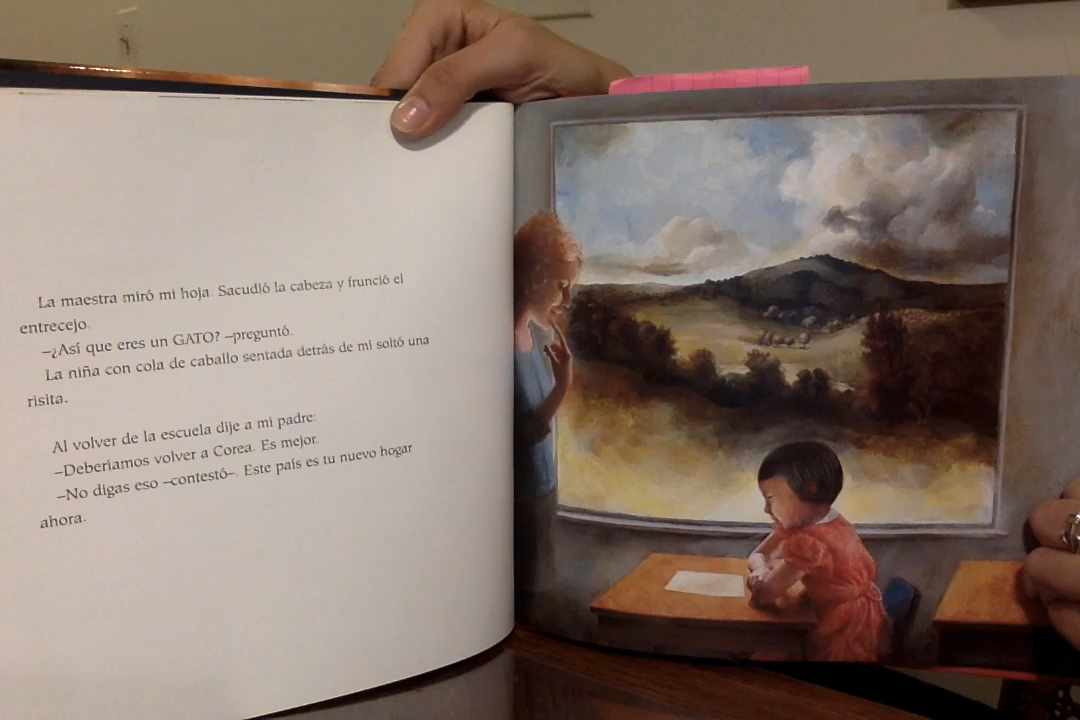 La maestra miró mi hoja. Sacudió la cabeza y frunció el
entrecejo.
–¿Así que eres un GATO? –preguntó.
La niña con cola de caballo sentada detrás de mí soltó una
risita.
Al volver de la escuela dije a mi padre:
–Deberíamos volver a Corea. Es mejor.
–No digas eso –contestó–. Este país es tu nuevo hogar
ahora.